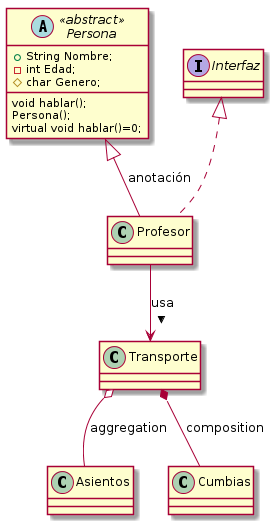 A
«abstract»
Persona
String Nombre;
int Edad;
char Genero;
void hablar();
Persona();
virtual void hablar()=0;
I Interfaz
anotación
C Profesor
usa
C Transporte
aggregation
composition
C Asientos
C Cumbias